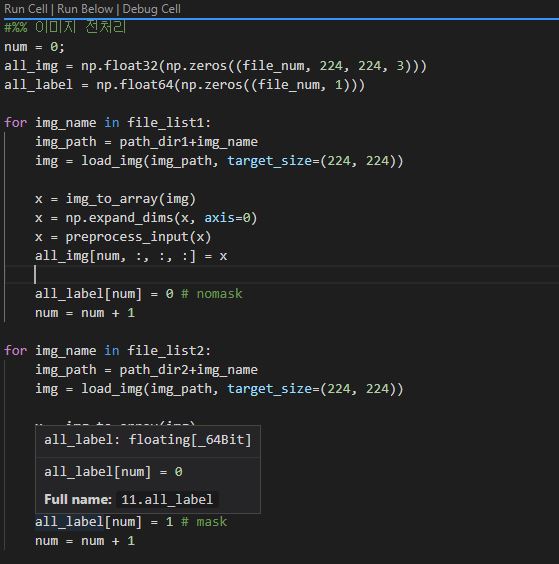 Run Cell | Run Below | Debug Cell
#%% 이미지 전처리
num = 0;
all_img = np.float32(np.zeros((file_num, 224, 224, 3)))
all_label = np.float64(np.zeros((file_num, 1)))
for img_name in file_list1:
img_path = path_dir1+img_name
img = load_img(img_path, target_size=(224, 224))
x = img_to_array(img)
x = np.expand_dims(x, axis=0)
x = preprocess_input(x)
all_img[num, :, :, :] = x
all_label[num] = 0 # nomask
num = num + 1
for img_name in file_list2:
img_path = path_dir2+img_name
img = load_img(img_path, target_size=(224, 224))
all_label: floating[_64Bit]
all_label[num] = 0
Full name: 11.all_label
all_label[num] = 1 # mask
num = num + 1